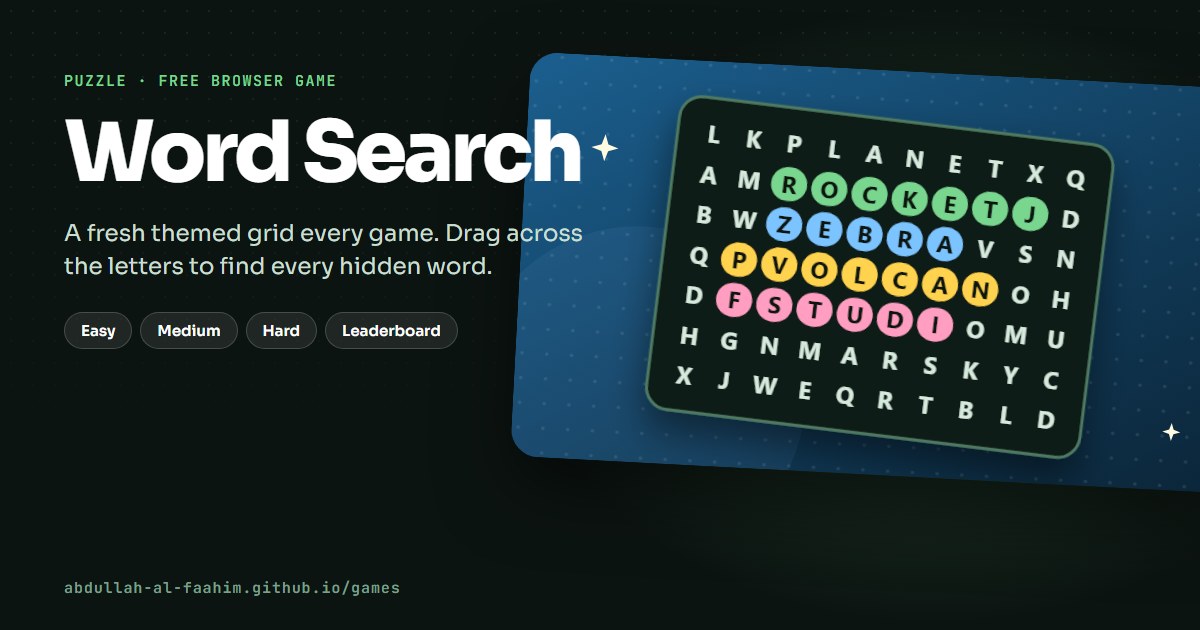 PUZZLE · FREE BROWSER GAME
Word Search
A fresh themed grid every game. Drag across
the letters to find every hidden word.
Easy Medium Hard Leaderboard
L K P L A N E T X Q
A M R O C K E T J D
B W Z E B R A V S N
Q P V O L C A N O H
D F S T U D I O M U
H G N M A R S K Y C
X J W E Q R T B L D
abdullah-al-faahim.github.io/games